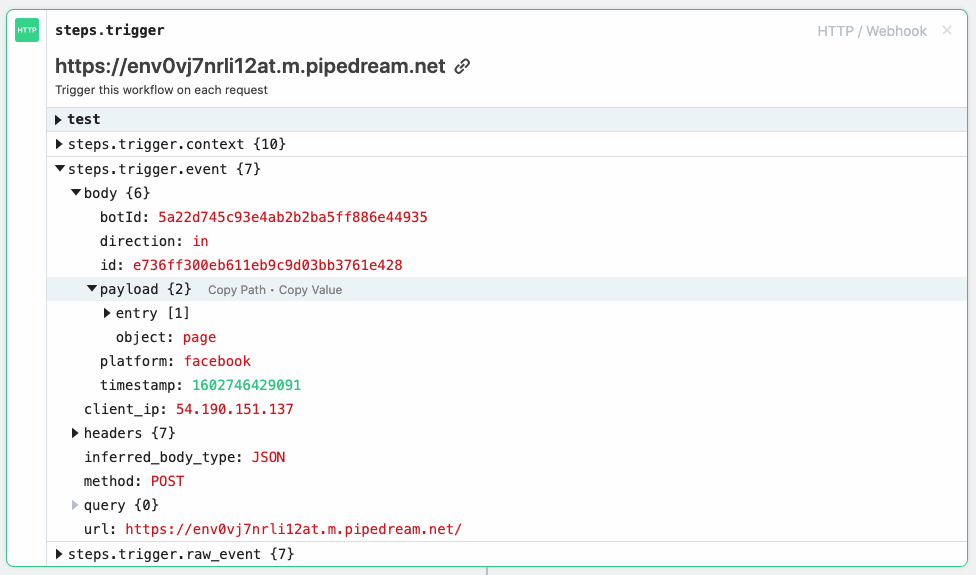 HTTP
steps.trigger
HTTP / Webhook ×
https://env0vj7nrli12at.m.pipedream.net
Trigger this workflow on each request
test
steps.trigger.context {10}
steps.trigger.event {7}
body {6}
botId: 5a22d745c93e4ab2b2ba5ff886e44935
direction: in
id: e736ff300eb611eb9c9d03bb3761e428
payload {2} Copy Path • Copy Value
entry [1]
object: page
platform: facebook
timestamp: 1602746429091
client_ip: 54.190.151.137
headers {7}
inferred_body_type: JSON
method: POST
query {0}
url: https://env0vj7nrli12at.m.pipedream.net/
steps.trigger.raw_event {7}